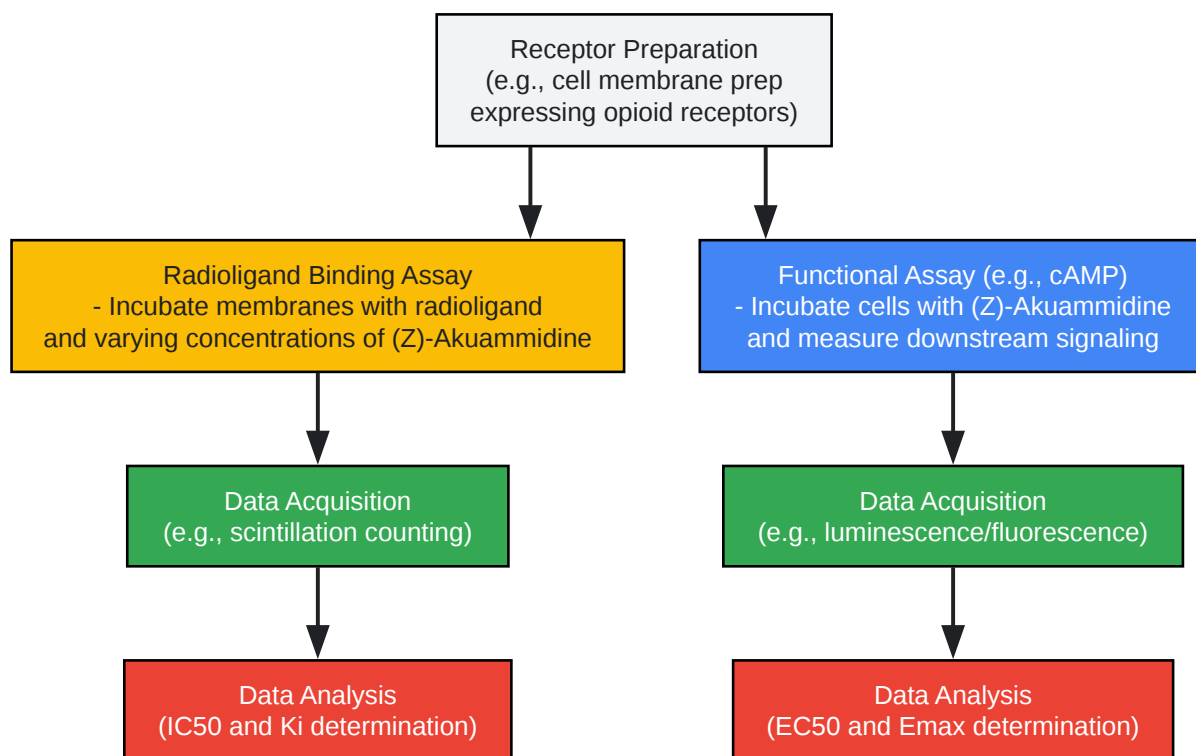 Receptor Preparation
(e.g., cell membrane prep
expressing opioid receptors)
Radioligand Binding Assay
- Incubate membranes with radioligand
and varying concentrations of (Z)-Akuammidine
Functional Assay (e.g., cAMP)
- Incubate cells with (Z)-Akuammidine
and measure downstream signaling
Data Acquisition
(e.g., scintillation counting)
Data Acquisition
(e.g., luminescence/fluorescence)
Data Analysis
(IC50 and Ki determination)
Data Analysis
(EC50 and Emax determination)